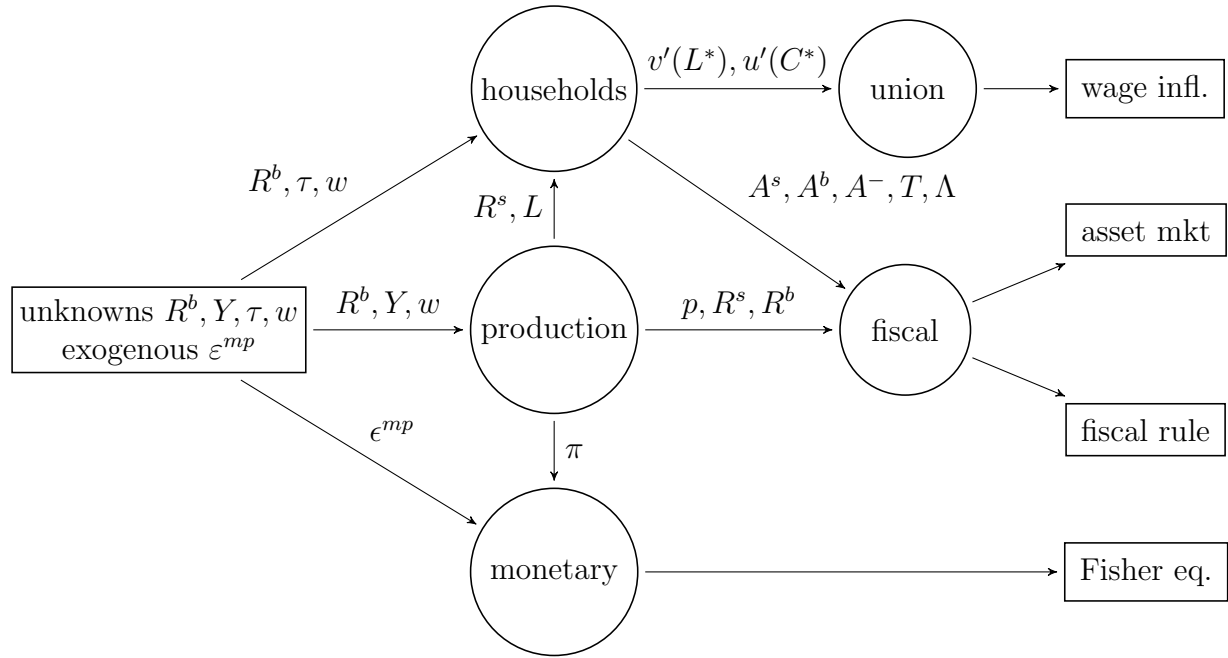 v′(L*), u′(C*)
households
union
wage infl.
R^b, τ, w
A^s, A^b, A^−, T, Λ
R^s, L
asset mkt
unknowns R^b, Y, τ, w
exogenous ε^{mp}
R^b, Y, w
production
p, R^s, R^b
fiscal
fiscal rule
ϵ^{mp}
π
monetary
Fisher eq.